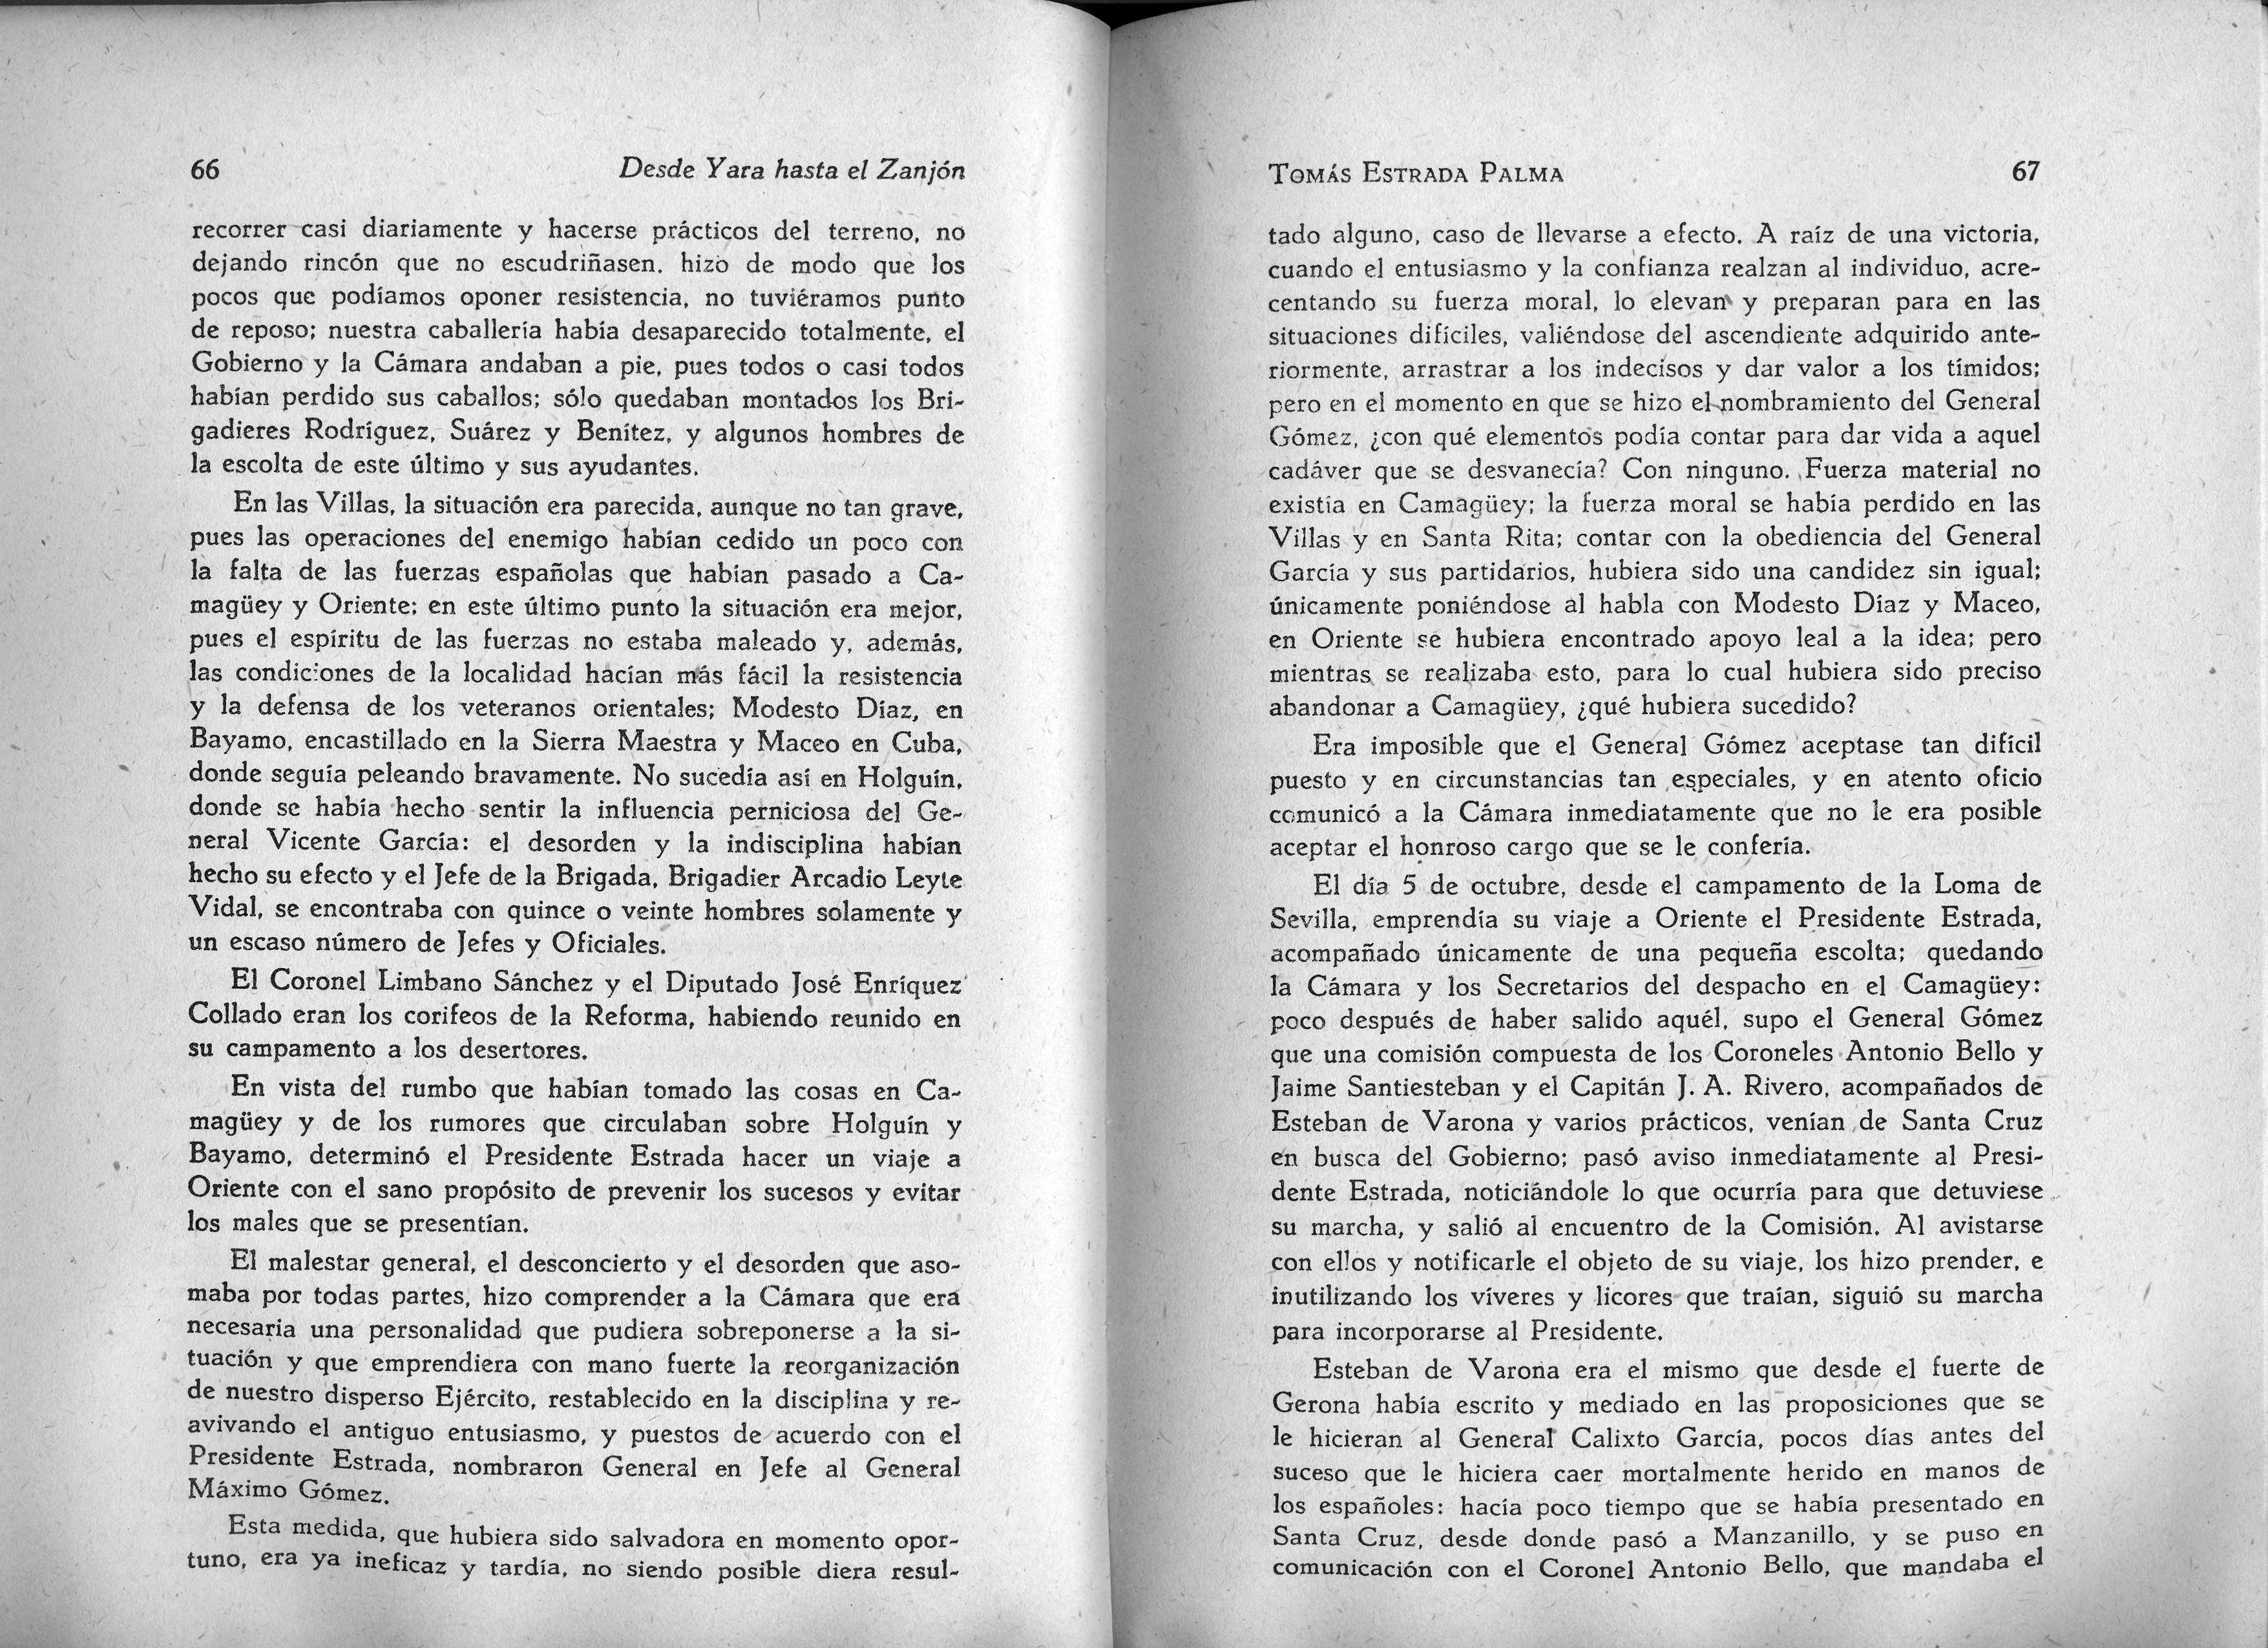 66 Desde Yara hasta el Zanjón
recorrer casi diariamente y hacerse prácticos del terreno, no
dejando rincón que no escudriñasen. hizo de modo que los
pocos que podíamos oponer resistencia, no tuviéramos punto
de reposo; nuestra caballería había desaparecido totalmente, el
Gobierno y la Cámara andaban a pie, pues todos o casi todos
habían perdido sus caballos; sólo quedaban montados los Bri-
gadieres Rodríguez, Suárez y Benítez, y algunos hombres de
la escolta de este último y sus ayudantes.
En las Villas, la situación era parecida, aunque no tan grave,
pues las operaciones del enemigo habían cedido un poco con
la falta de las fuerzas españolas que habían pasado a Ca-
magüey y Oriente; en este último punto la situación era mejor,
pues el espíritu de las fuerzas no estaba maleado y, además,
las condiciones de la localidad hacían más fácil la resistencia
y la defensa de los veteranos orientales; Modesto Díaz, en
Bayamo, encastillado en la Sierra Maestra y Maceo en Cuba,
donde seguía peleando bravamente. No sucedía así en Holguín,
donde se había hecho sentir la influencia perniciosa del Ge-
neral Vicente García: el desorden y la indisciplina habían
hecho su efecto y el Jefe de la Brigada, Brigadier Arcadio Leyte
Vidal, se encontraba con quince o veinte hombres solamente y
un escaso número de Jefes y Oficiales.
El Coronel Limbano Sánchez y el Diputado José Enríquez
Collado eran los corifeos de la Reforma, habiendo reunido en
su campamento a los desertores.
En vista del rumbo que habían tomado las cosas en Ca-
magüey y de los rumores que circulaban sobre Holguín y
Bayamo, determinó el Presidente Estrada hacer un viaje a
Oriente con el sano propósito de prevenir los sucesos y evitar
los males que se presentían.
El malestar general, el desconcierto y el desorden que aso-
maba por todas partes, hizo comprender a la Cámara que era
necesaria una personalidad que pudiera sobreponerse a la si-
tuación y que emprendiera con mano fuerte la reorganización
de nuestro disperso Ejército, restablecido en la disciplina y re-
avivando el antiguo entusiasmo, y puestos de acuerdo con el
Presidente Estrada, nombraron General en Jefe al General
Máximo Gómez.
Esta medida, que hubiera sido salvadora en momento opor-
tuno, era ya ineficaz y tardía, no siendo posible diera resul-
Tomás Estrada Palma 67
tado alguno, caso de llevarse a efecto. A raíz de una victoria,
cuando el entusiasmo y la confianza realzan al individuo, acre-
centando su fuerza moral, lo elevan y preparan para en las
situaciones difíciles, valiéndose del ascendiente adquirido ante-
riormente, arrastrar a los indecisos y dar valor a los tímidos;
pero en el momento en que se hizo el nombramiento del General
Gómez, ¿con qué elementos podía contar para dar vida a aquel
cadáver que se desvanecía? Con ninguno. Fuerza material no
existía en Camagüey; la fuerza moral se había perdido en las
Villas y en Santa Rita; contar con la obediencia del General
García y sus partidarios, hubiera sido una candidez sin igual;
únicamente poniéndose al habla con Modesto Díaz y Maceo,
en Oriente se hubiera encontrado apoyo leal a la idea; pero
mientras se realizaba esto, para lo cual hubiera sido preciso
abandonar a Camagüey, ¿qué hubiera sucedido?
Era imposible que el General Gómez aceptase tan difícil
puesto y en circunstancias tan especiales, y en atento oficio
comunicó a la Cámara inmediatamente que no le era posible
aceptar el honroso cargo que se le confería.
El día 5 de octubre, desde el campamento de la Loma de
Sevilla, emprendía su viaje a Oriente el Presidente Estrada,
acompañado únicamente de una pequeña escolta; quedando
la Cámara y los Secretarios del despacho en el Camagüey:
poco después de haber salido aquél, supo el General Gómez
que una comisión compuesta de los Coroneles Antonio Bello y
Jaime Santiesteban y el Capitán J. A. Rivero, acompañados de
Esteban de Varona y varios prácticos, venían de Santa Cruz
en busca del Gobierno; pasó aviso inmediatamente al Presi-
dente Estrada, noticiándole lo que ocurría para que detuviese
su marcha, y salió al encuentro de la Comisión. Al avistarse
con ellos y notificarle el objeto de su viaje, los hizo prender, e
inutilizando los víveres y licores que traían, siguió su marcha
para incorporarse al Presidente.
Esteban de Varona era el mismo que desde el fuerte de
Gerona había escrito y mediado en las proposiciones que se
le hicieran al General Calixto García, pocos días antes del
suceso que le hiciera caer mortalmente herido en manos de
los españoles: hacía poco tiempo que se había presentado en
Santa Cruz, desde donde pasó a Manzanillo, y se puso en
comunicación con el Coronel Antonio Bello, que mandaba el